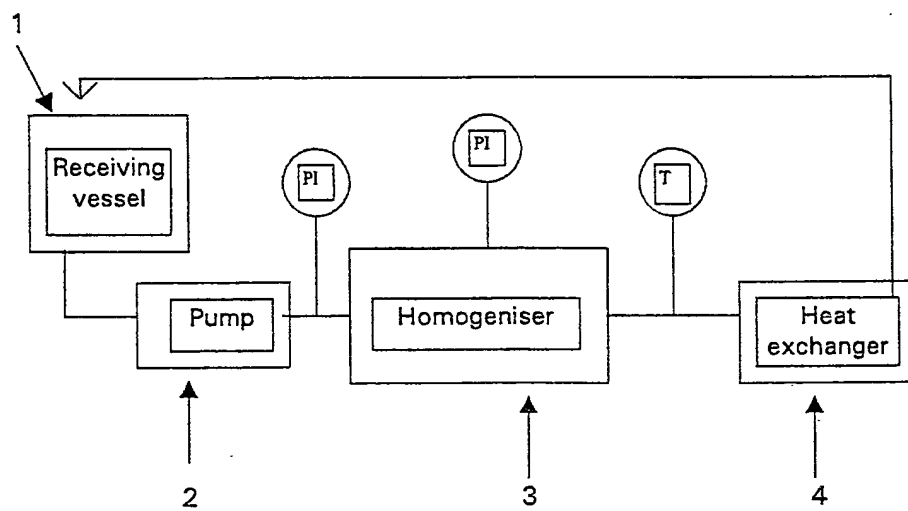 1
Receiving
vessel
PI
PI
T
Pump
Homogeniser
Heat
exchanger
2
3
4